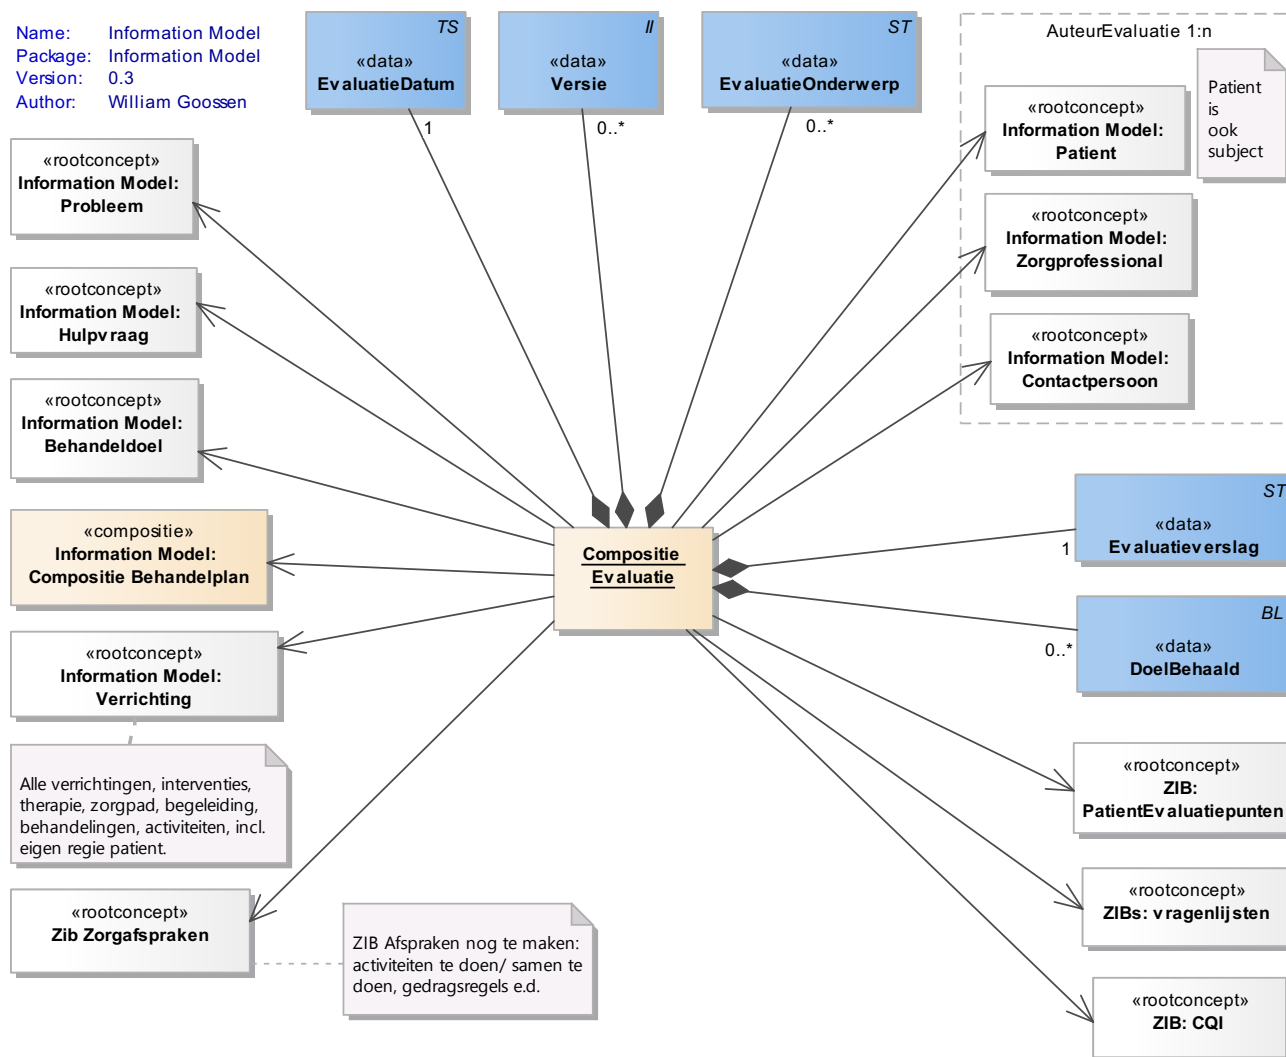 Name: Information Model
Package: Information Model
Version: 0.3
Author: William Goossen
TS
«data»
EvaluatieDatum
1
II
«data»
Versie
0..*
ST
«data»
EvaluatieOnderwerp
0..*
AuteurEvaluatie 1:n
«rootconcept»
Information Model:
Patient
Patient
is
ook
subject
«rootconcept»
Information Model:
Zorgprofessional
«rootconcept»
Information Model:
Contactpersoon
«rootconcept»
Information Model:
Probleem
«rootconcept»
Information Model:
Hulpvraag
«rootconcept»
Information Model:
Behandeldoel
«compositie»
Information Model:
Compositie Behandelplan
Compositie
Evaluatie
ST
«data»
Evaluatieverslag
1
BL
«data»
DoelBehaald
0..*
«rootconcept»
Information Model:
Verrichting
Alle verrichtingen, interventies,
therapie, zorgpad, begeleiding,
behandelingen, activiteiten, incl.
eigen regie patient.
«rootconcept»
Zib Zorgafspraken
ZIB Afspraken nog te maken:
activiteiten te doen/ samen te
doen, gedragsregels e.d.
«rootconcept»
ZIB:
PatientEvaluatiepunten
«rootconcept»
ZIBs: vragenlijsten
«rootconcept»
ZIB: CQI